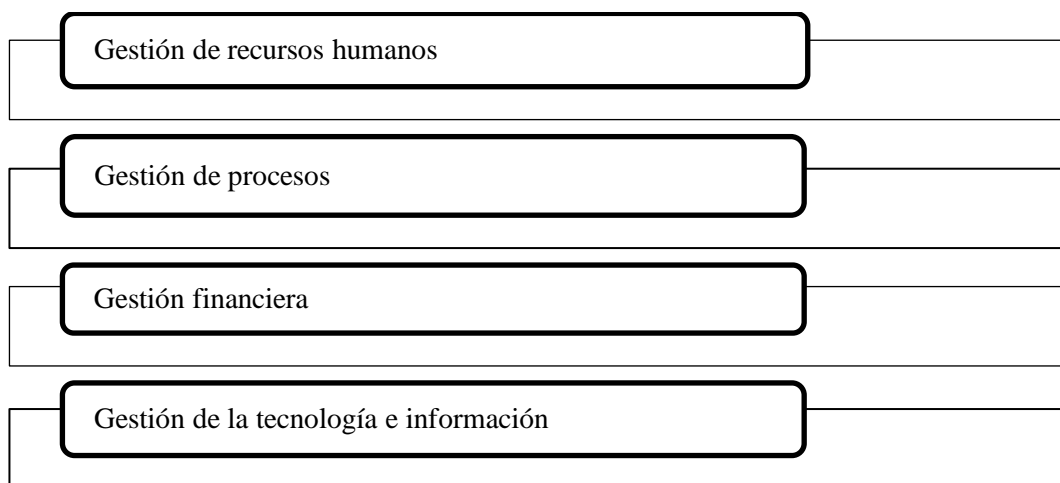 Gestión de recursos humanos
Gestión de procesos
Gestión financiera
Gestión de la tecnología e información